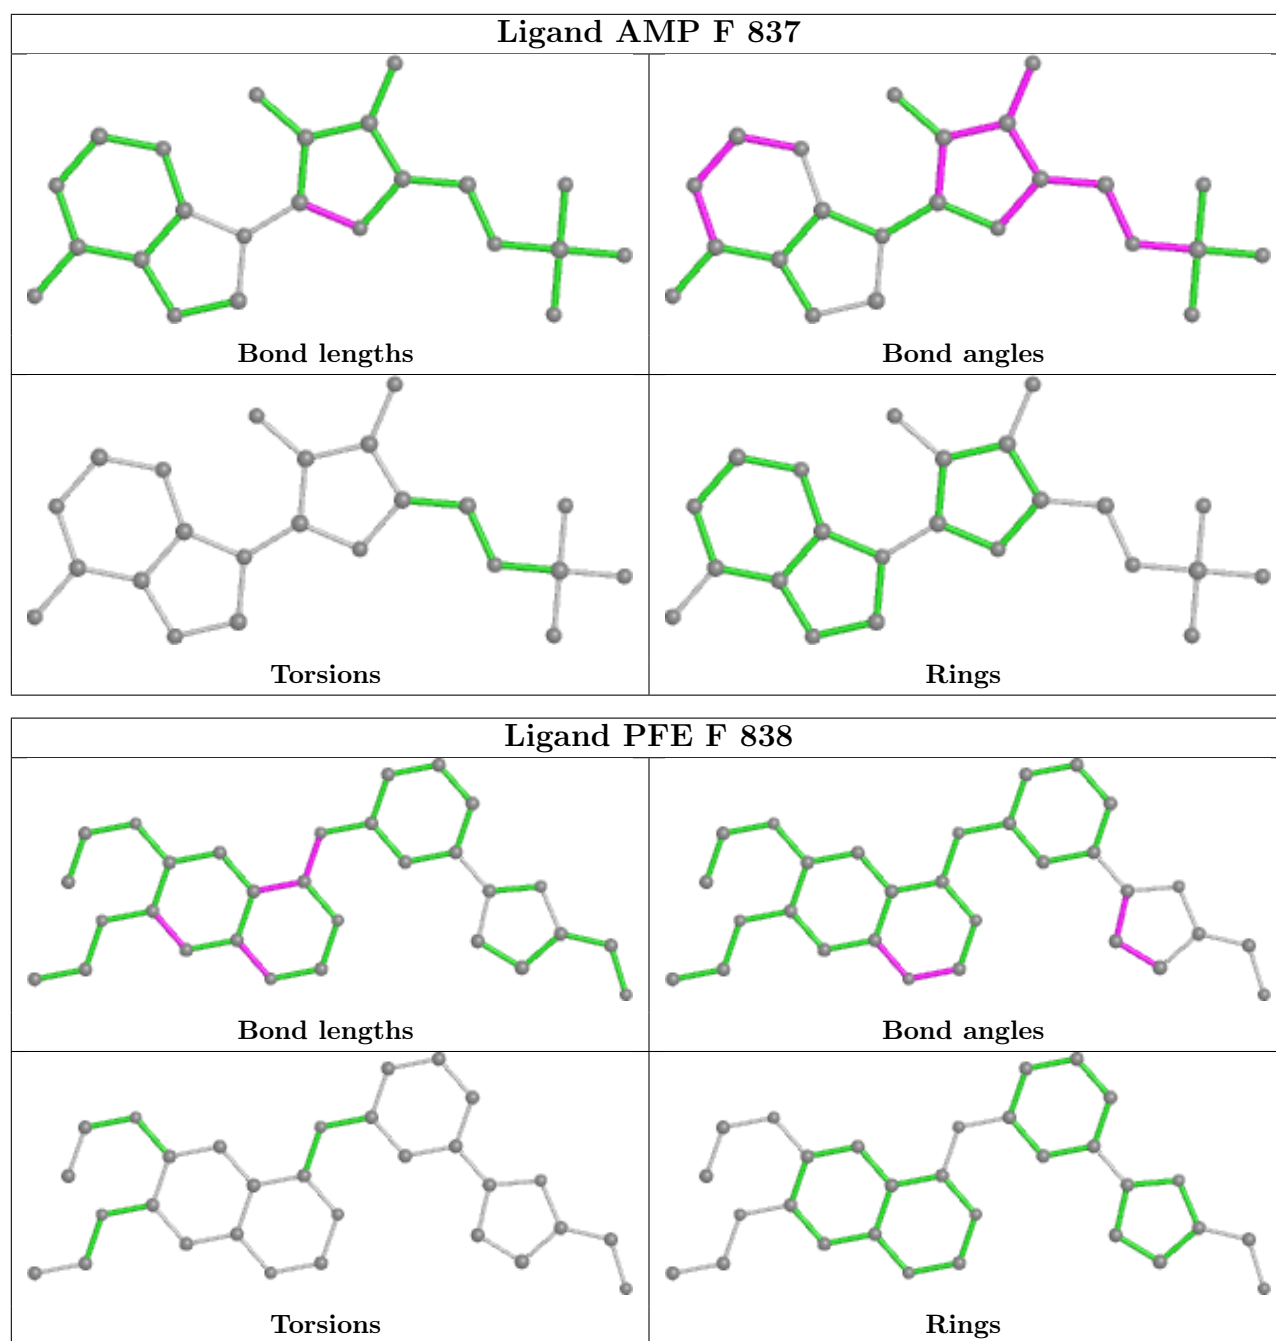 Ligand AMP F 837
Bond lengths
Bond angles
Torsions
Rings
Ligand PFE F 838
Bond lengths
Bond angles
Torsions
Rings